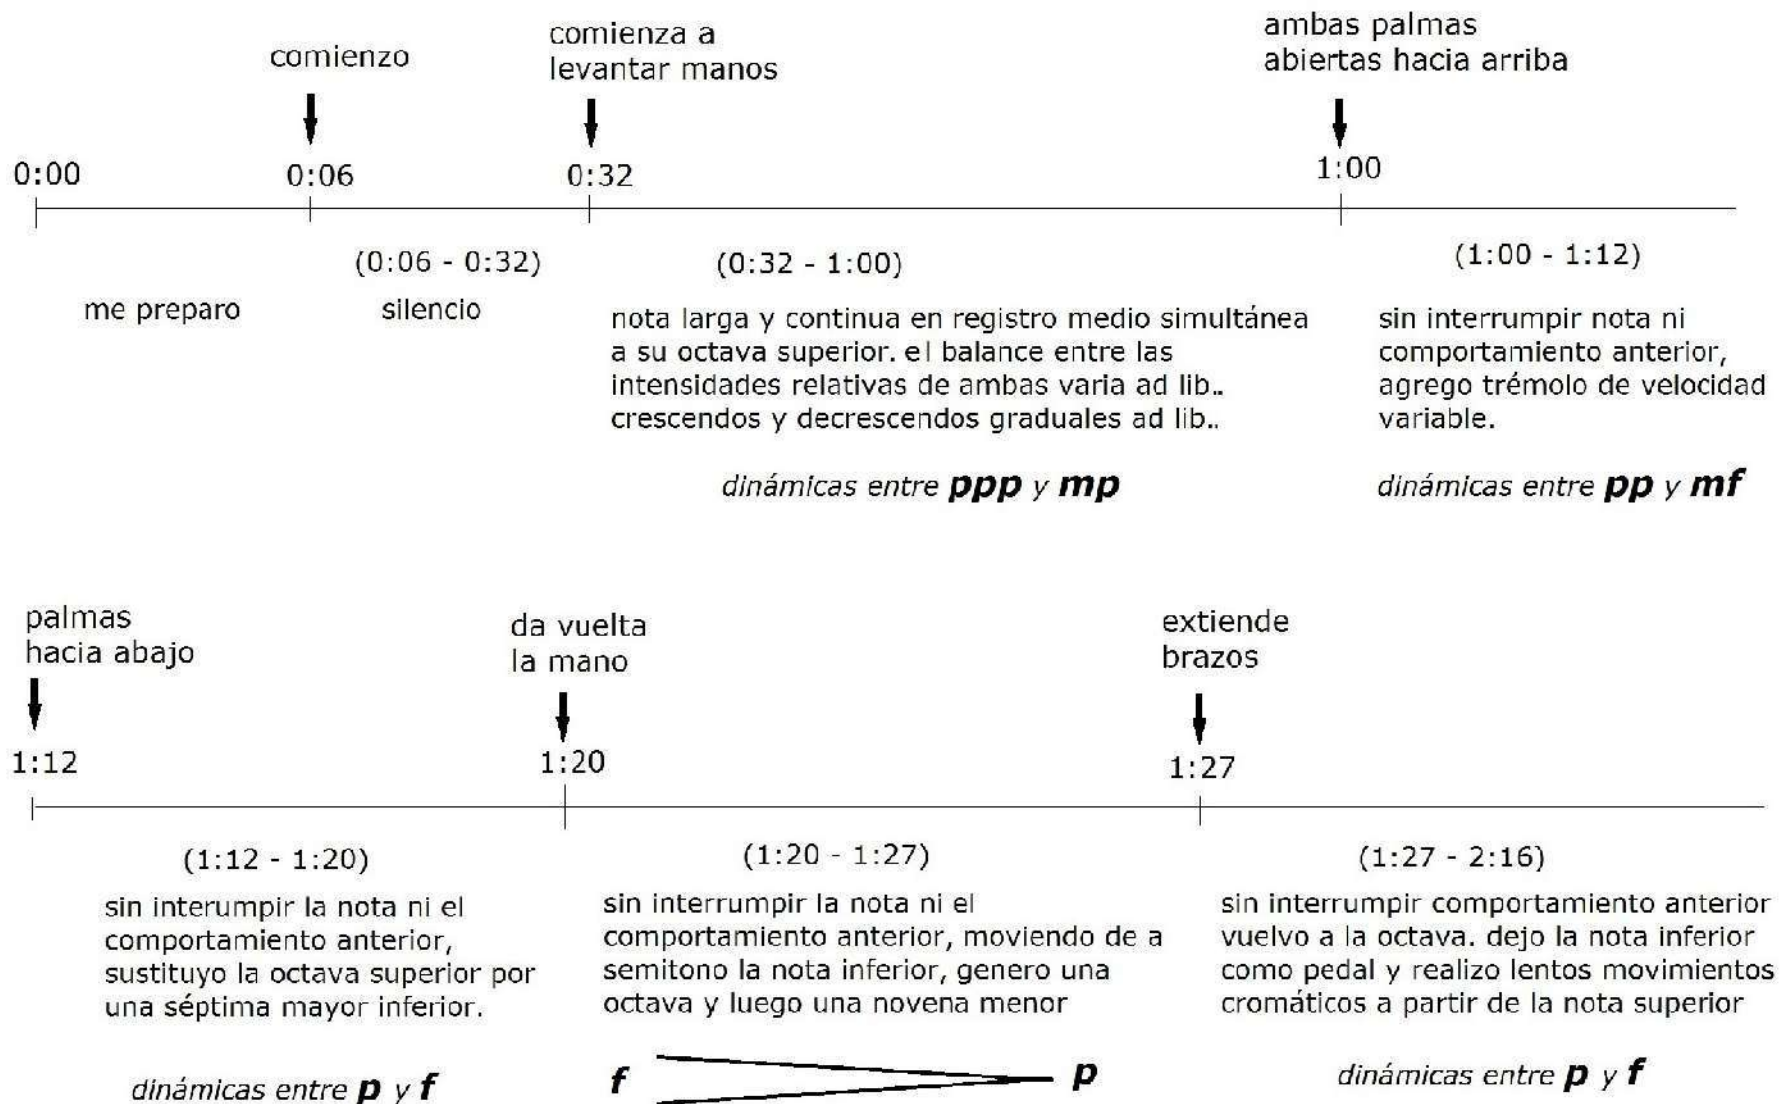 comienzo
comienza a
levantar manos
ambas palmas
abiertas hacia arriba
0:00
0:06
0:32
1:00
(0:06 - 0:32)
(0:32 - 1:00)
(1:00 - 1:12)
me preparo
silencio
nota larga y continua en registro medio simultánea
a su octava superior. el balance entre las
intensidades relativas de ambas varia ad lib..
crescendos y decrescendos graduales ad lib..
sin interrumpir nota ni
comportamiento anterior,
agrego trémolo de velocidad
variable.
dinámicas entre ppp y mp
dinámicas entre pp y mf
palmas
hacia abajo
da vuelta
la mano
extiende
brazos
1:12
1:20
1:27
(1:12 - 1:20)
(1:20 - 1:27)
(1:27 - 2:16)
sin interumpir la nota ni el
comportamiento anterior,
sustituyo la octava superior por
una séptima mayor inferior.
sin interrumpir la nota ni el
comportamiento anterior, moviendo de a
semitono la nota inferior, genero una
octava y luego una novena menor
sin interrumpir comportamiento anterior
vuelvo a la octava. dejo la nota inferior
como pedal y realizo lentos movimientos
cromáticos a partir de la nota superior
dinámicas entre p y f
f
p
dinámicas entre p y f